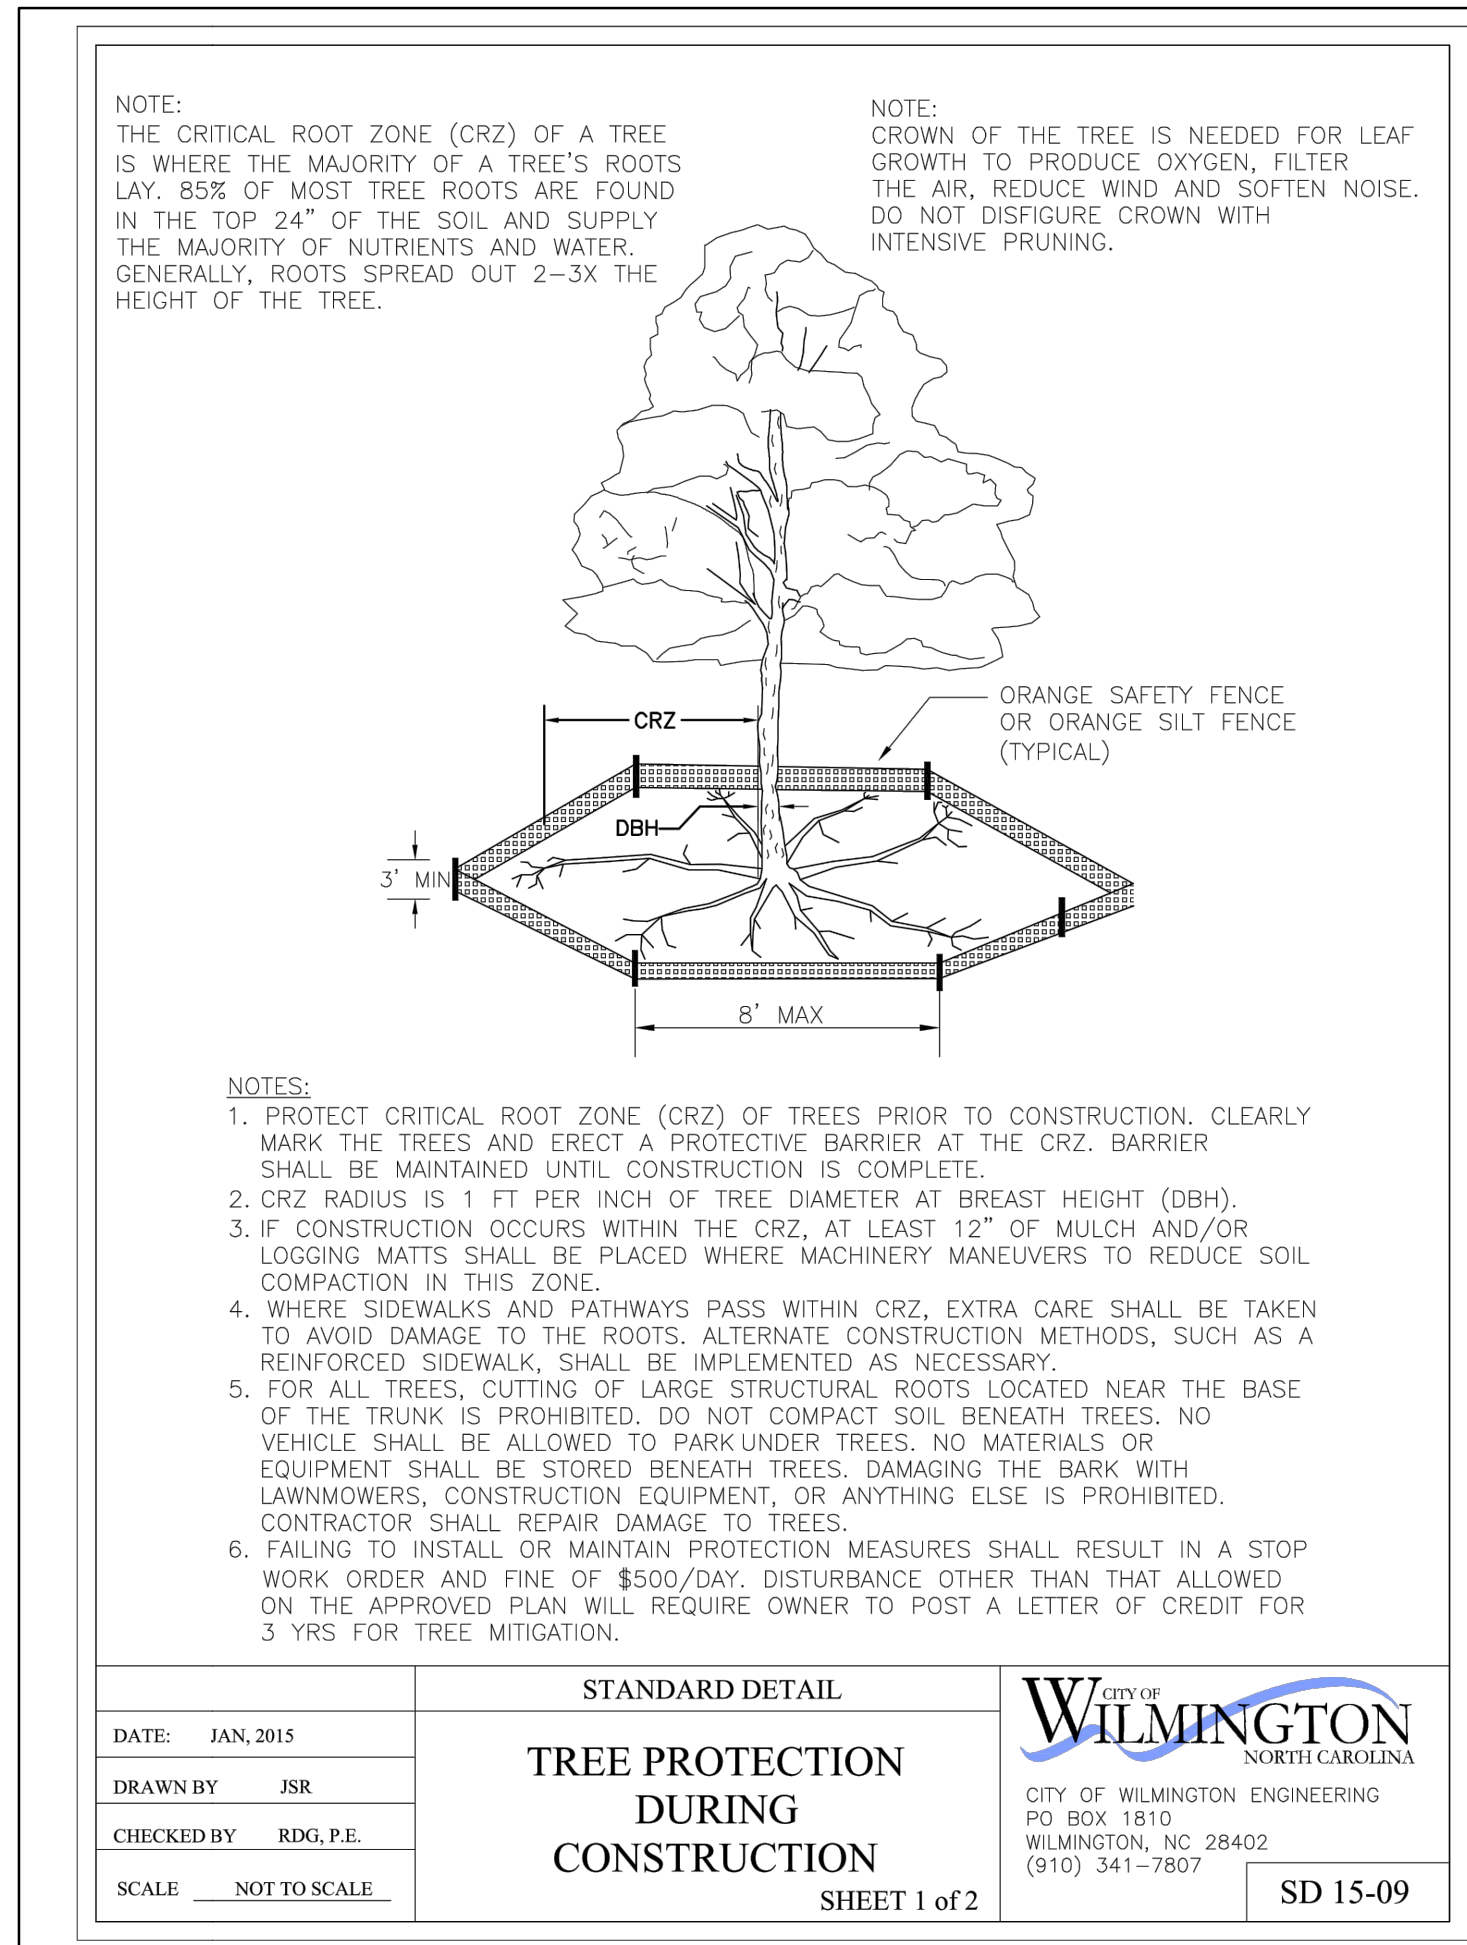 NOTE:
THE CRITICAL ROOT ZONE (CRZ) OF A TREE
IS WHERE THE MAJORITY OF A TREE'S ROOTS
LAY. 85% OF MOST TREE ROOTS ARE FOUND
IN THE TOP 24" OF THE SOIL AND SUPPLY
THE MAJORITY OF NUTRIENTS AND WATER.
GENERALLY, ROOTS SPREAD OUT 2-3X THE
HEIGHT OF THE TREE.
NOTE:
CROWN OF THE TREE IS NEEDED FOR LEAF
GROWTH TO PRODUCE OXYGEN, FILTER
THE AIR, REDUCE WIND AND SOFTEN NOISE.
DO NOT DISFIGURE CROWN WITH
INTENSIVE PRUNING.
ORANGE SAFETY FENCE
OR ORANGE SILT FENCE
(TYPICAL)
CRZ
DBH
3' MIN
8' MAX
NOTES:
1. PROTECT CRITICAL ROOT ZONE (CRZ) OF TREES PRIOR TO CONSTRUCTION. CLEARLY
MARK THE TREES AND ERECT A PROTECTIVE BARRIER AT THE CRZ. BARRIER
SHALL BE MAINTAINED UNTIL CONSTRUCTION IS COMPLETE.
2. CRZ RADIUS IS 1 FT PER INCH OF TREE DIAMETER AT BREAST HEIGHT (DBH).
3. IF CONSTRUCTION OCCURS WITHIN THE CRZ, AT LEAST 12" OF MULCH AND/OR
LOGGING MATTS SHALL BE PLACED WHERE MACHINERY MANEUVERS TO REDUCE SOIL
COMPACTION IN THIS ZONE.
4. WHERE SIDEWALKS AND PATHWAYS PASS WITHIN CRZ, EXTRA CARE SHALL BE TAKEN
TO AVOID DAMAGE TO THE ROOTS. ALTERNATE CONSTRUCTION METHODS, SUCH AS A
REINFORCED SIDEWALK, SHALL BE IMPLEMENTED AS NECESSARY.
5. FOR ALL TREES, CUTTING OF LARGE STRUCTURAL ROOTS LOCATED NEAR THE BASE
OF THE TRUNK IS PROHIBITED. DO NOT COMPACT SOIL BENEATH TREES. NO
VEHICLE SHALL BE ALLOWED TO PARK UNDER TREES. NO MATERIALS OR
EQUIPMENT SHALL BE STORED BENEATH TREES. DAMAGING THE BARK WITH
LAWNMOWERS, CONSTRUCTION EQUIPMENT, OR ANYTHING ELSE IS PROHIBITED.
CONTRACTOR SHALL REPAIR DAMAGE TO TREES.
6. FAILING TO INSTALL OR MAINTAIN PROTECTION MEASURES SHALL RESULT IN A STOP
WORK ORDER AND FINE OF $500/DAY. DISTURBANCE OTHER THAN THAT ALLOWED
ON THE APPROVED PLAN WILL REQUIRE OWNER TO POST A LETTER OF CREDIT FOR
3 YRS FOR TREE MITIGATION.
DATE: JAN, 2015
DRAWN BY JSR
CHECKED BY RDG, P.E.
SCALE NOT TO SCALE
STANDARD DETAIL
TREE PROTECTION
DURING
CONSTRUCTION
SHEET 1 of 2
CITY OF
WILMINGTON
NORTH CAROLINA
CITY OF WILMINGTON ENGINEERING
PO BOX 1810
WILMINGTON, NC 28402
(910) 341-7807
SD 15-09